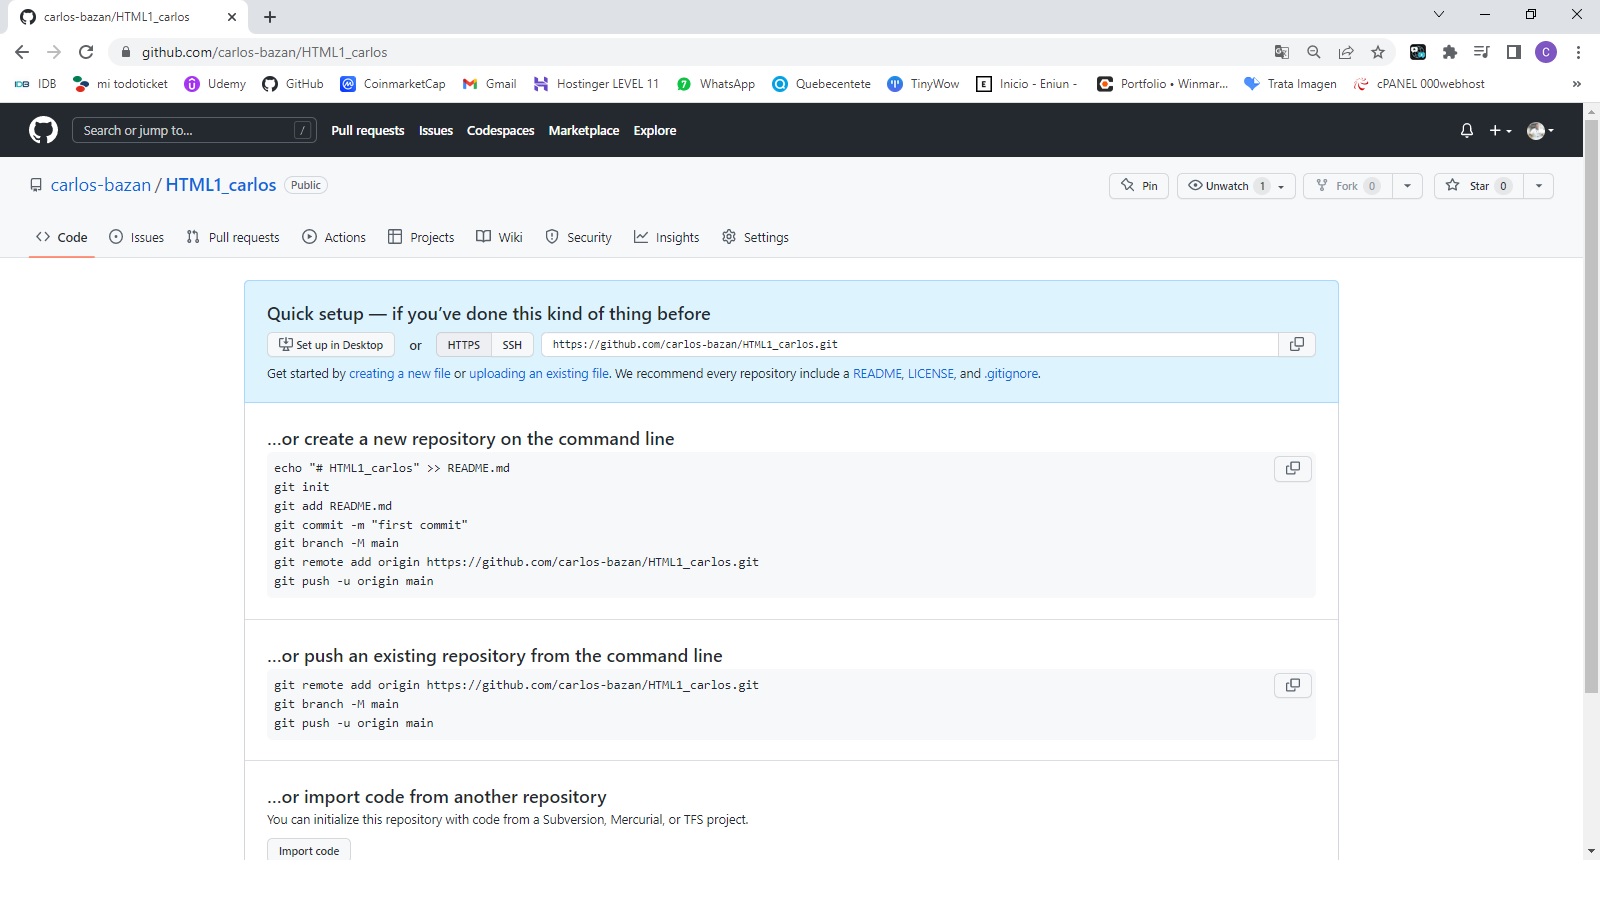 carlos-bazan/HTML1_carlos
github.com/carlos-bazan/HTML1_carlos
C
IDB mi todoticket Udemy GitHub CoinmarketCap Gmail Hostinger LEVEL 11 WhatsApp Quebecentete TinyWow Inicio - Eniun - Portfolio • Winmar... Trata Imagen cPANEL 000webhost »
Search or jump to... / Pull requests Issues Codespaces Marketplace Explore
carlos-bazan / HTML1_carlos Public Pin Unwatch 1 Fork 0 Star 0
Code Issues Pull requests Actions Projects Wiki Security Insights Settings
Quick setup — if you’ve done this kind of thing before
Set up in Desktop or HTTPS SSH https://github.com/carlos-bazan/HTML1_carlos.git
Get started by creating a new file or uploading an existing file. We recommend every repository include a README, LICENSE, and .gitignore.
…or create a new repository on the command line
echo "# HTML1_carlos" >> README.md
git init
git add README.md
git commit -m "first commit"
git branch -M main
git remote add origin https://github.com/carlos-bazan/HTML1_carlos.git
git push -u origin main
…or push an existing repository from the command line
git remote add origin https://github.com/carlos-bazan/HTML1_carlos.git
git branch -M main
git push -u origin main
…or import code from another repository
You can initialize this repository with code from a Subversion, Mercurial, or TFS project.
Import code